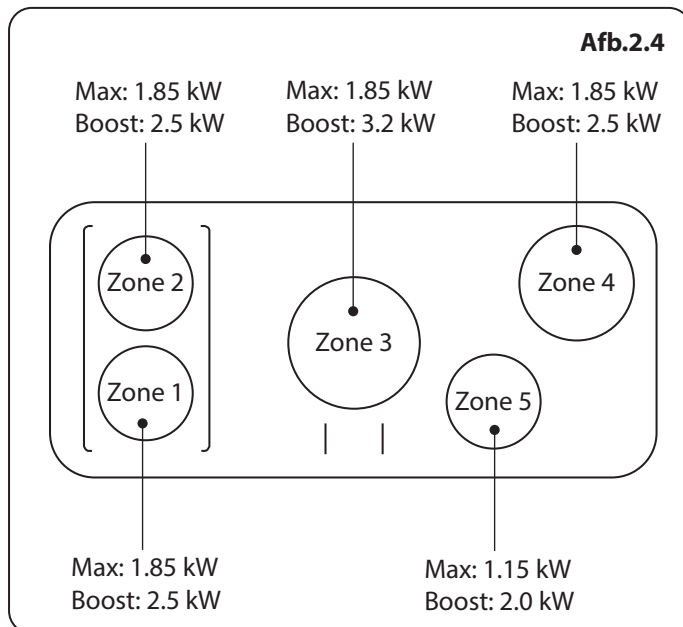 Afb.2.4
Max: 1.85 kW
Boost: 2.5 kW
Max: 1.85 kW
Boost: 3.2 kW
Max: 1.85 kW
Boost: 2.5 kW
Zone 2
Zone 4
Zone 3
Zone 1
Zone 5
Max: 1.85 kW
Boost: 2.5 kW
Max: 1.15 kW
Boost: 2.0 kW